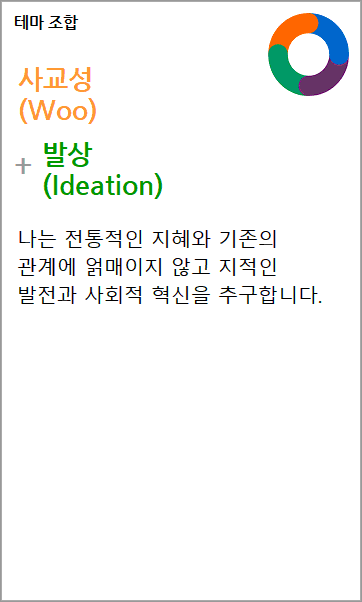 테마 조합
사교성
(Woo)
+ 발상
(Ideation)
나는 전통적인 지혜와 기존의
관계에 얽매이지 않고 지적인
발전과 사회적 혁신을 추구합니다.